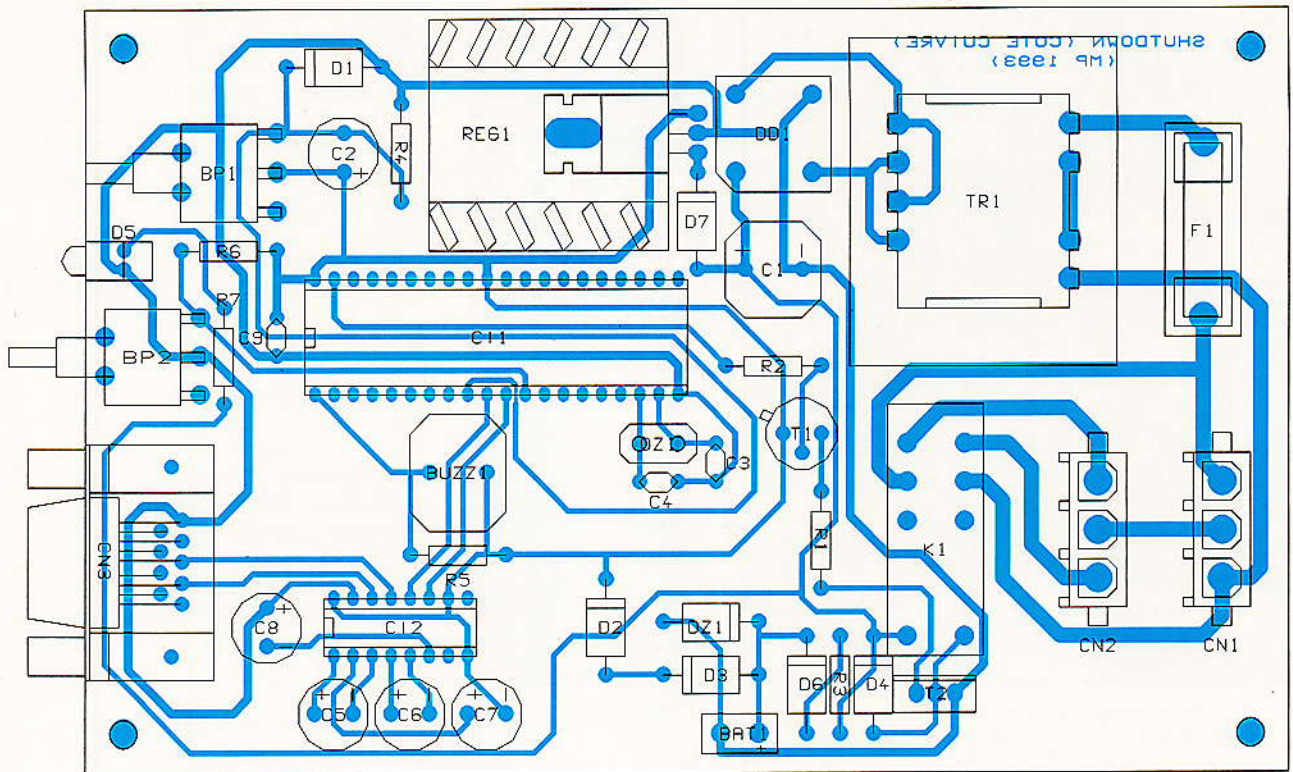 SHUTDOWN (COTE CUIVRE)
(MP 1993)
D1
REG1
DD1
C2
+
R4
BP1
TR1
D7
F1
D5
R6
+ −
C1
R7
C9
CI1
BP2
R2
T1
QZ1
C3
BUZZ1
C4
CN3
R1
K1
R5
+
C8
CI2
D2
DZ1
CN2
CN1
D3
D6
R3
D4
T2
+ −
C5
+ −
C6
+ −
C7
BAT1
+